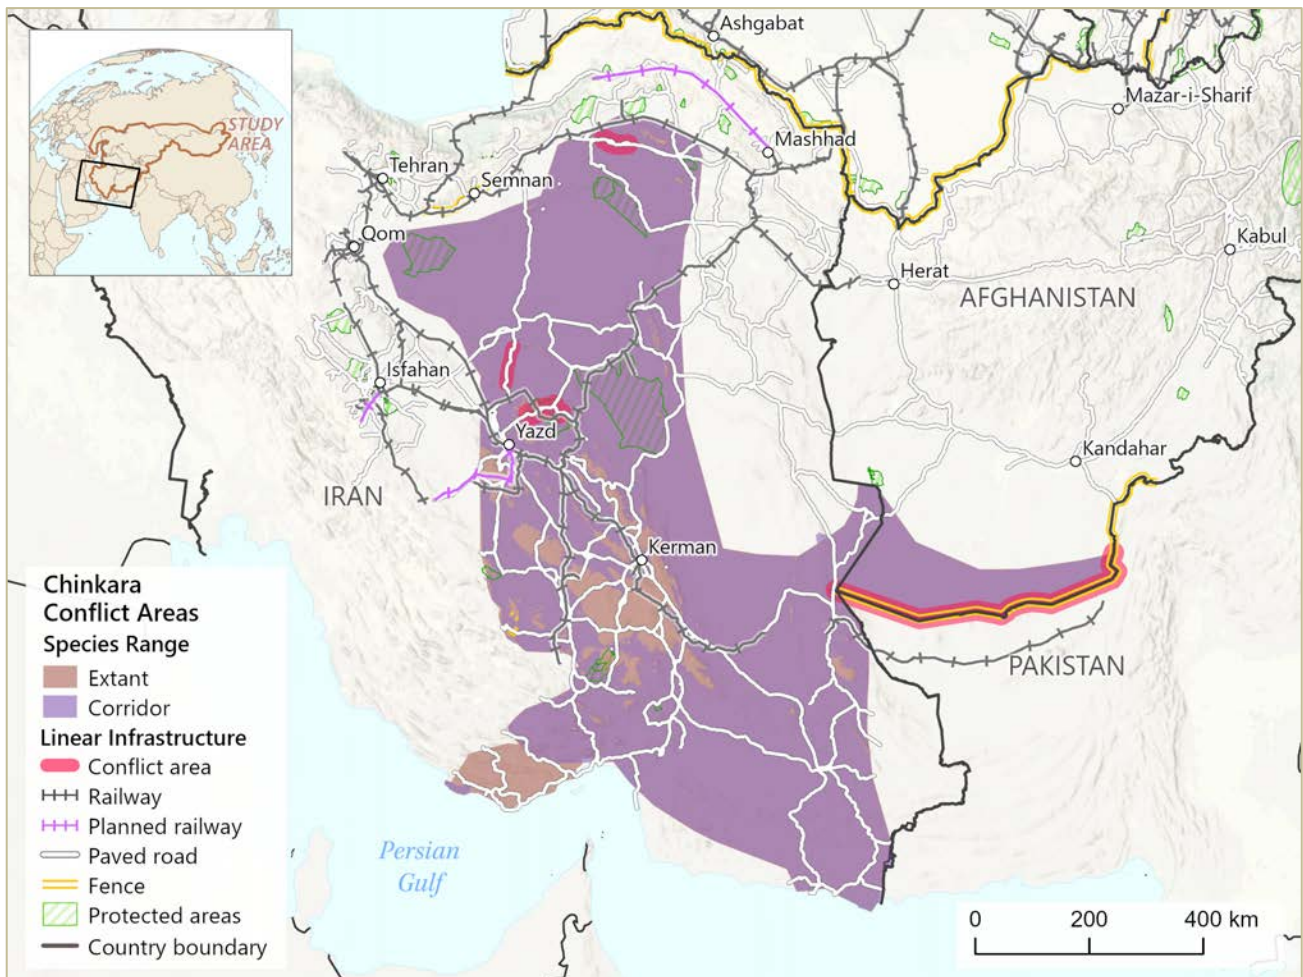 STUDY
AREA
Ashgabat
Mazar-i-Sharif
Mashhad
Tehran
Semnan
Qom
Kabul
Herat
AFGHANISTAN
Isfahan
Yazd
Kandahar
IRAN
Kerman
PAKISTAN
Chinkara
Conflict Areas
Species Range
Extant
Corridor
Linear Infrastructure
Conflict area
Railway
Planned railway
Paved road
Fence
Protected areas
Country boundary
Persian
Gulf
0 200 400 km